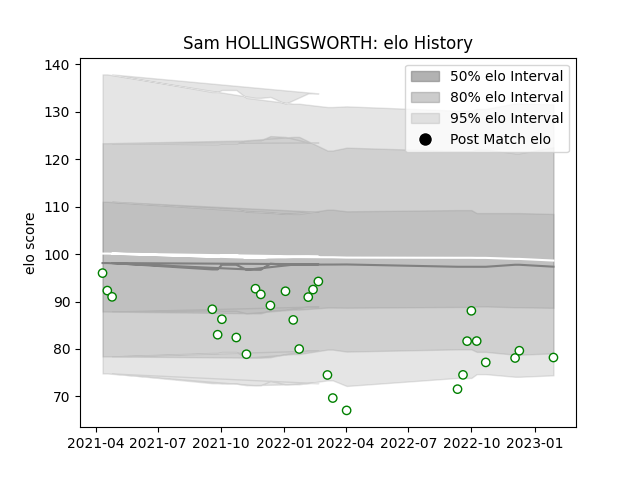 Sam HOLLINGSWORTH: elo History
140
130
120
110
100
90
80
70
elo score
50% elo Interval
80% elo Interval
95% elo Interval
Post Match elo
2021-04 2021-07 2021-10 2022-01 2022-04 2022-07 2022-10 2023-01